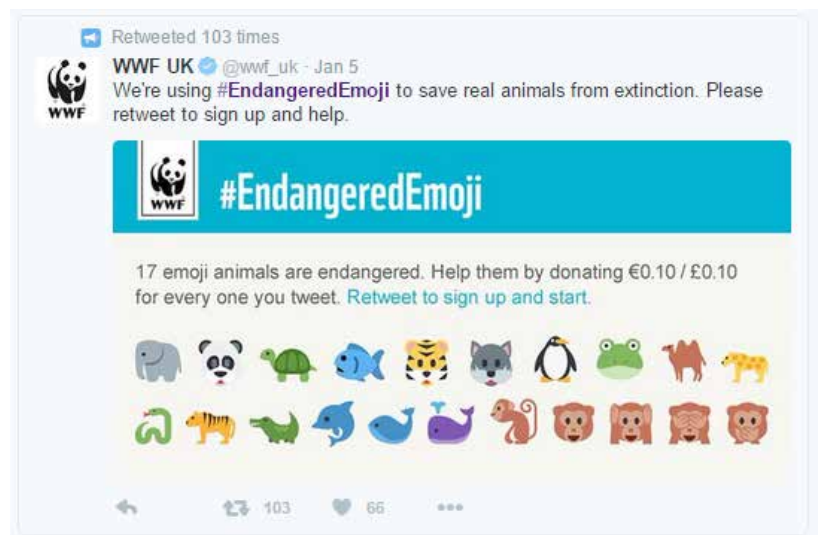 Retweeted 103 times
WWF UK @wwf_uk · Jan 5
We're using #EndangeredEmoji to save real animals from extinction. Please
retweet to sign up and help.
WWF
WWF
#EndangeredEmoji
17 emoji animals are endangered. Help them by donating €0.10 / £0.10
for every one you tweet. Retweet to sign up and start.
103 66